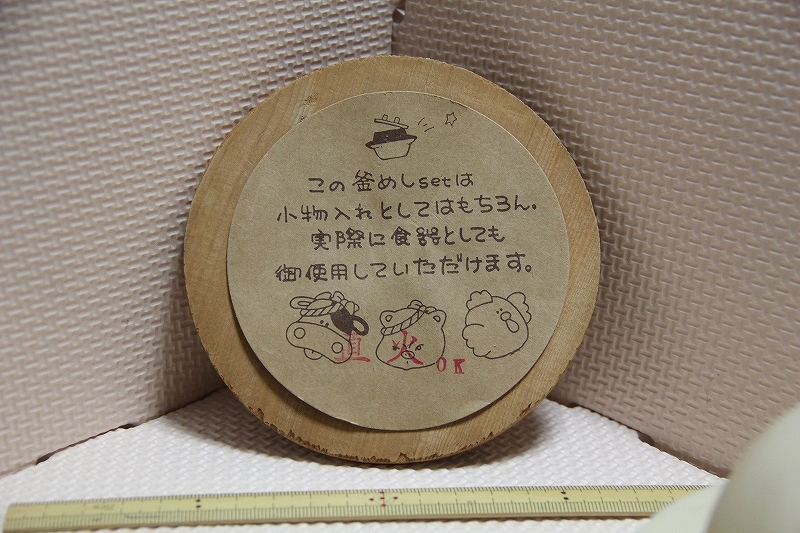 この釜めしsetは
小物入れとしてはもちろん。
実際に食器としても
御使用していただけます。
直火OK